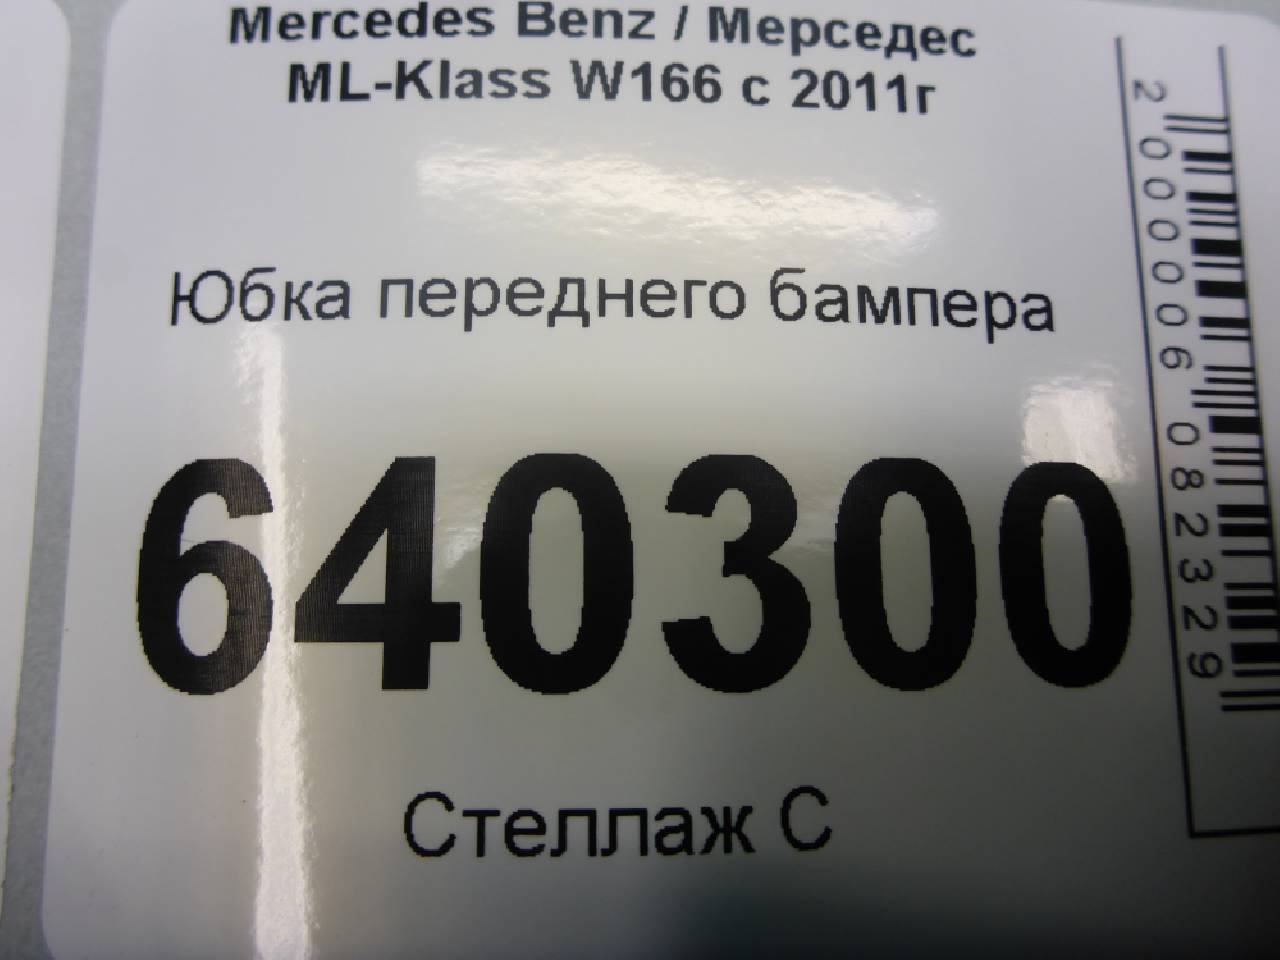 Mercedes Benz / Мерседес
ML-Klass W166 с 2011г
Юбка переднего бампера
640300
Стеллаж С
2000006082329